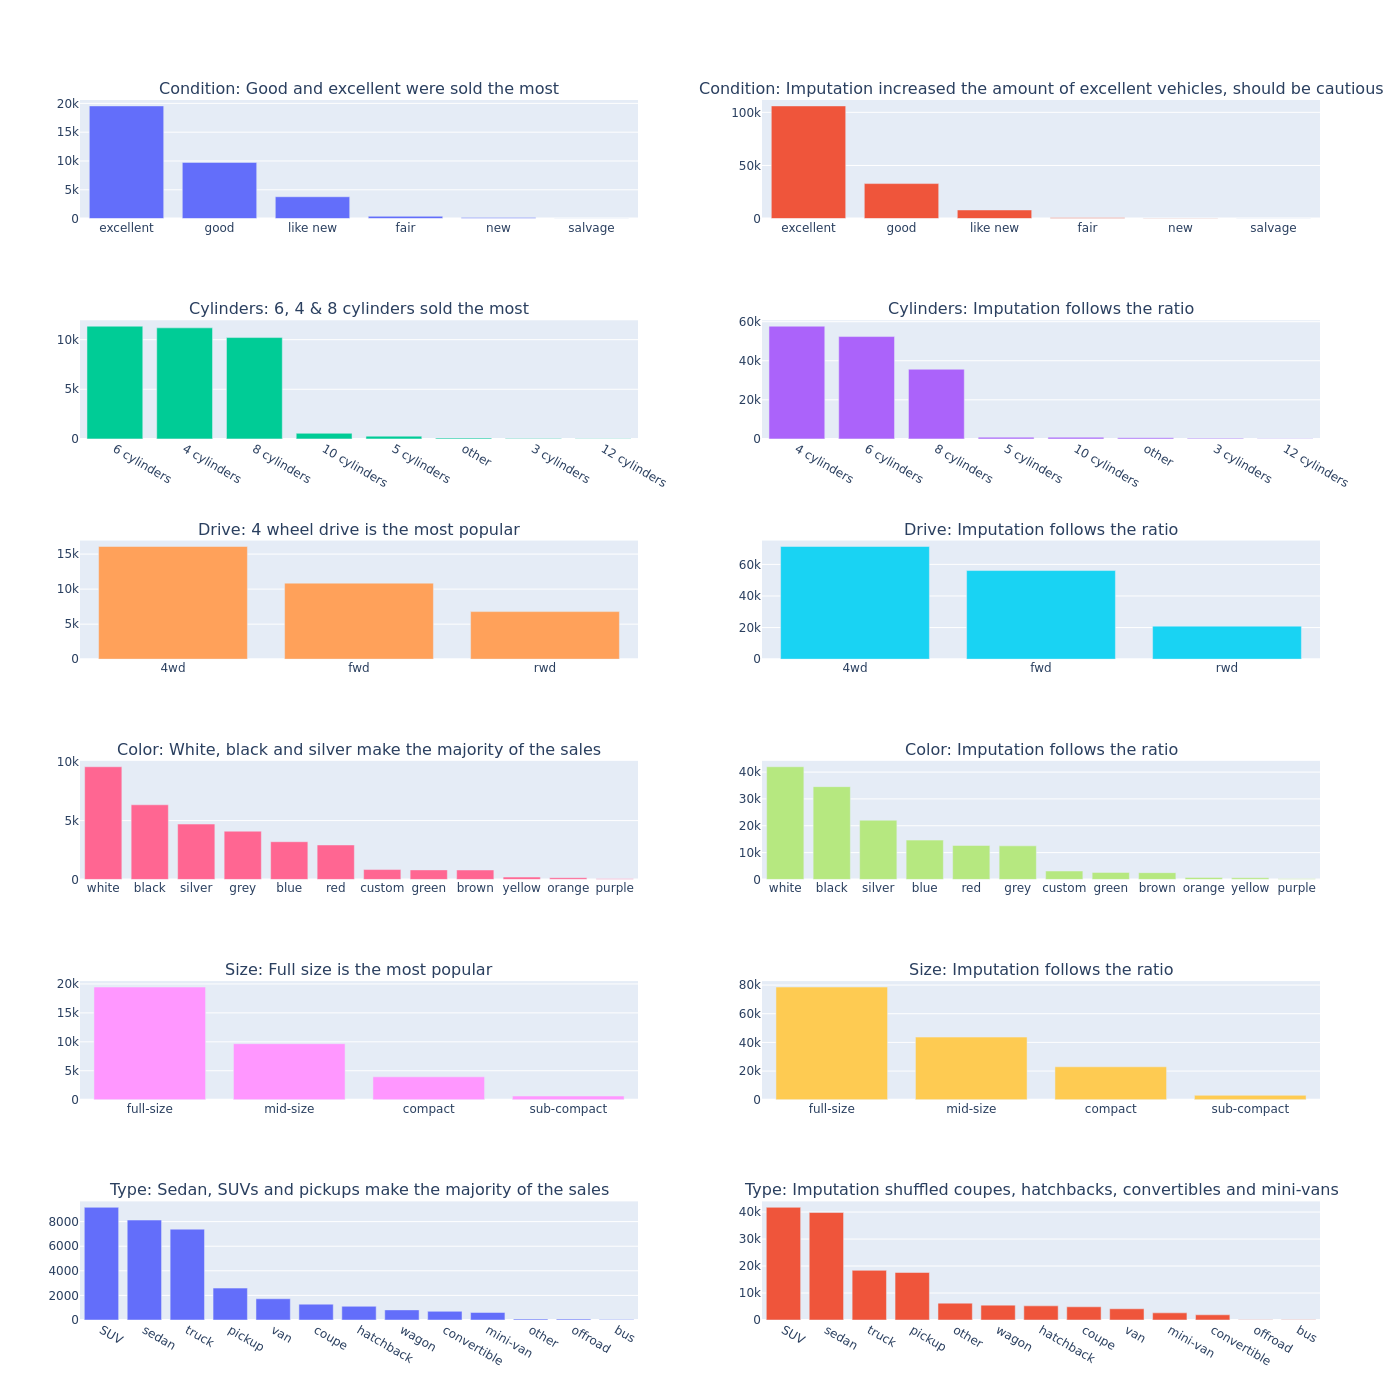 Condition: Good and excellent were sold the most
20k
15k
10k
5k
0
excellent good like new fair new salvage
Condition: Imputation increased the amount of excellent vehicles, should be cautious
100k
50k
0
excellent good like new fair new salvage
Cylinders: 6, 4 & 8 cylinders sold the most
10k
5k
0
6 cylinders 4 cylinders 8 cylinders 10 cylinders 5 cylinders other 3 cylinders 12 cylinders
Cylinders: Imputation follows the ratio
60k
40k
20k
0
4 cylinders 6 cylinders 8 cylinders 5 cylinders 10 cylinders other 3 cylinders 12 cylinders
Drive: 4 wheel drive is the most popular
15k
10k
5k
0
4wd fwd rwd
Drive: Imputation follows the ratio
60k
40k
20k
0
4wd fwd rwd
Color: White, black and silver make the majority of the sales
10k
5k
0
white black silver grey blue red custom green brown yellow orange purple
Color: Imputation follows the ratio
40k
30k
20k
10k
0
white black silver blue red grey custom green brown orange yellow purple
Size: Full size is the most popular
20k
15k
10k
5k
0
full-size mid-size compact sub-compact
Size: Imputation follows the ratio
80k
60k
40k
20k
0
full-size mid-size compact sub-compact
Type: Sedan, SUVs and pickups make the majority of the sales
8000
6000
4000
2000
0
SUV sedan truck pickup van coupe hatchback wagon convertible mini-van other offroad bus
Type: Imputation shuffled coupes, hatchbacks, convertibles and mini-vans
40k
30k
20k
10k
0
SUV sedan truck pickup other wagon hatchback coupe van mini-van convertible offroad bus